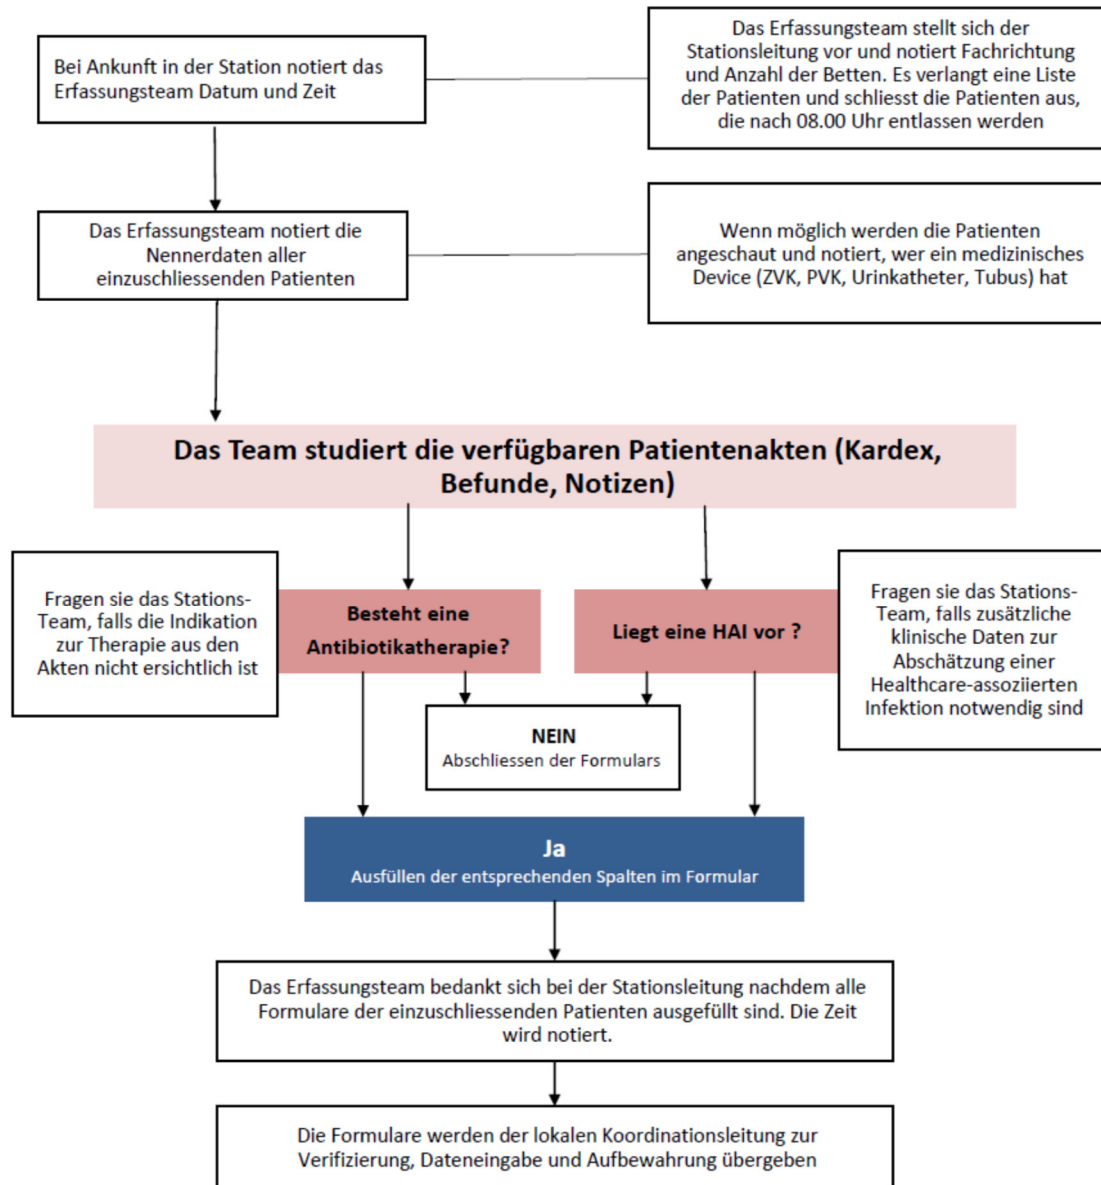 Bei Ankunft in der Station notiert das
Erfassungsteam Datum und Zeit
Das Erfassungsteam stellt sich der
Stationsleitung vor und notiert Fachrichtung
und Anzahl der Betten. Es verlangt eine Liste
der Patienten und schliesst die Patienten aus,
die nach 08.00 Uhr entlassen werden
Das Erfassungsteam notiert die
Nennerdaten aller
einzuschliessenden Patienten
Wenn möglich werden die Patienten
angeschaut und notiert, wer ein medizinisches
Device (ZVK, PVK, Urinkatheter, Tubus) hat
Das Team studiert die verfügbaren Patientenakten (Kardex,
Befunde, Notizen)
Fragen sie das Stations-
Team, falls die Indikation
zur Therapie aus den
Akten nicht ersichtlich ist
Besteht eine
Antibiotikatherapie?
Liegt eine HAI vor ?
Fragen sie das Stations-
Team, falls zusätzliche
klinische Daten zur
Abschätzung einer
Healthcare-assoziierten
Infektion notwendig sind
NEIN
Abschliessen der Formulars
Ja
Ausfüllen der entsprechenden Spalten im Formular
Das Erfassungsteam bedankt sich bei der Stationsleitung nachdem alle
Formulare der einzuschliessenden Patienten ausgefüllt sind. Die Zeit
wird notiert.
Die Formulare werden der lokalen Koordinationsleitung zur
Verifizierung, Dateneingabe und Aufbewahrung übergeben